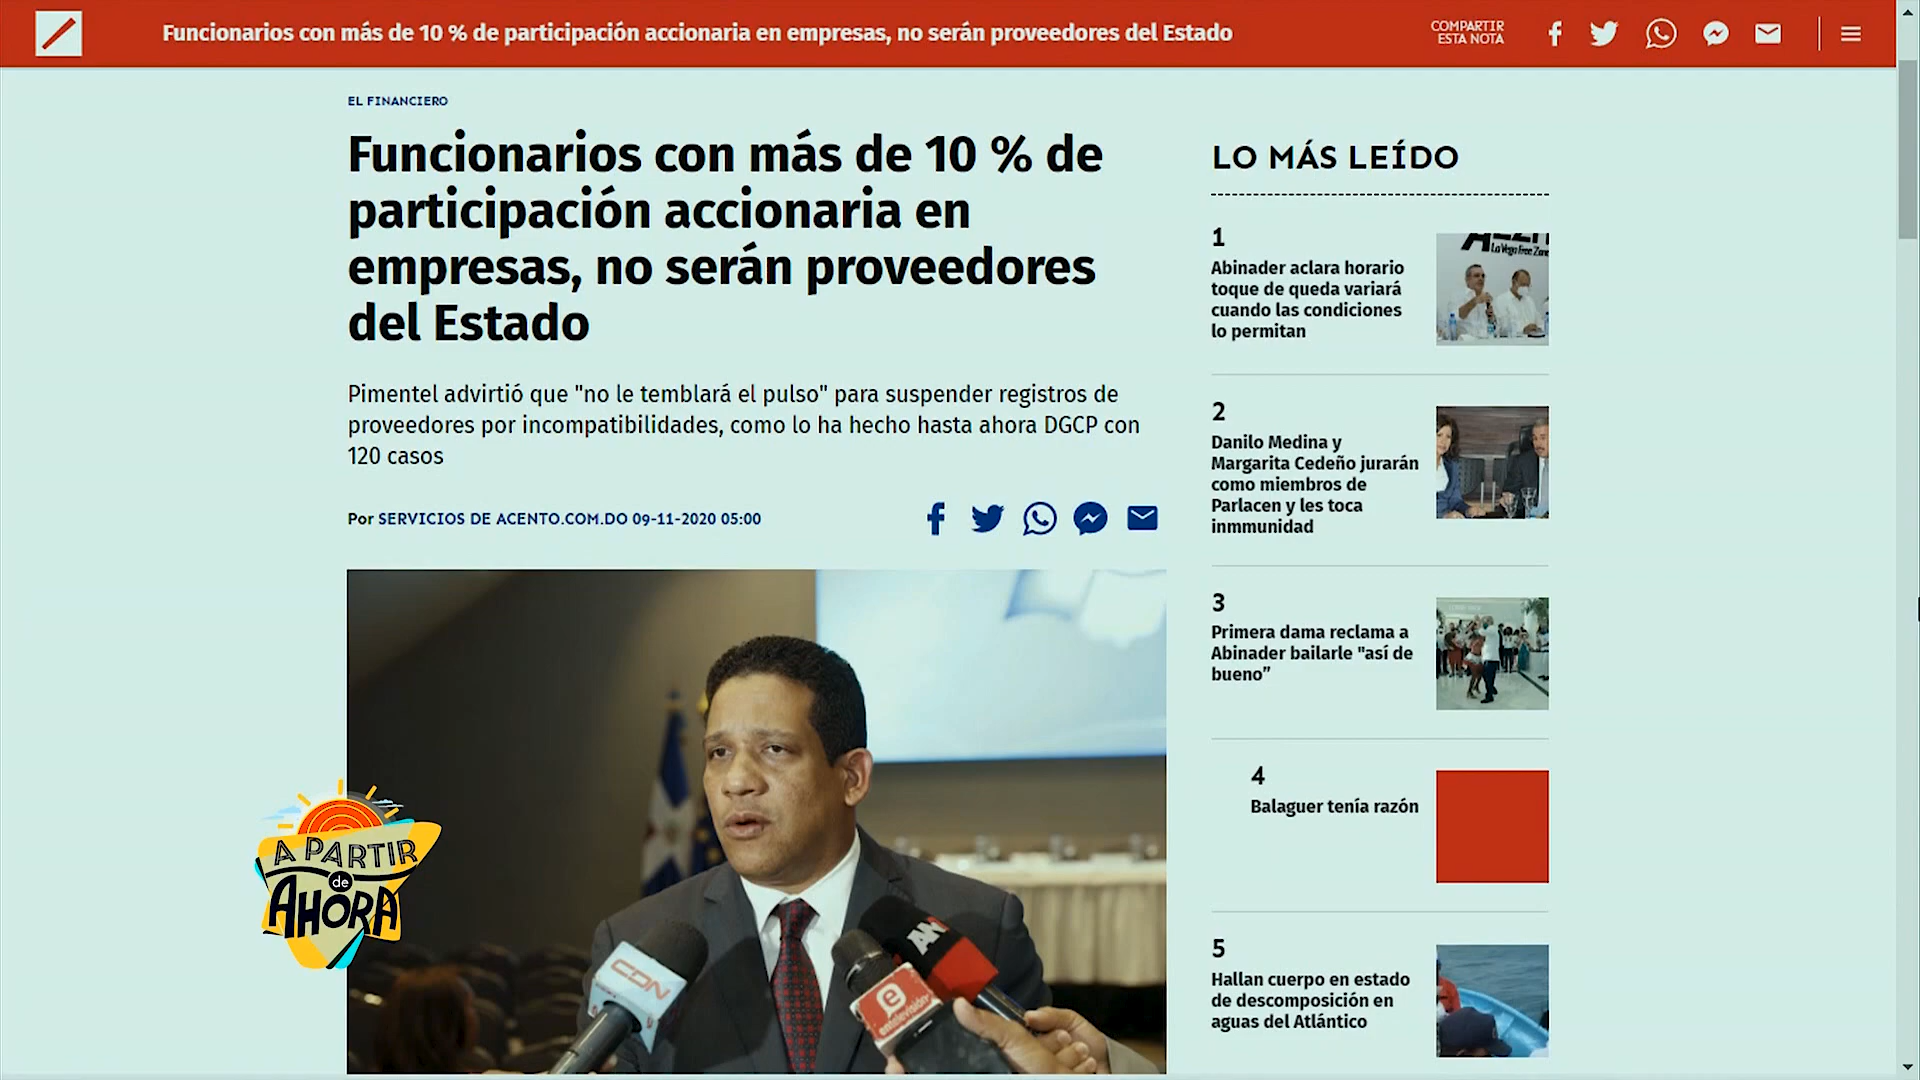 Funcionarios con más de 10 % de participación accionaria en empresas, no serán proveedores del Estado
COMPARTIR
ESTA NOTA
EL FINANCIERO
Funcionarios con más de 10 % de
participación accionaria en
empresas, no serán proveedores
del Estado
Pimentel advirtió que "no le temblará el pulso" para suspender registros de
proveedores por incompatibilidades, como lo ha hecho hasta ahora DGCP con
120 casos
Por SERVICIOS DE ACENTO.COM.DO 09-11-2020 05:00
A PARTIR
de
AHORA
CDN
e
entelevisión
AN
LO MÁS LEÍDO
1
Abinader aclara horario
toque de queda variará
cuando las condiciones
lo permitan
La Vega Free Zone
2
Danilo Medina y
Margarita Cedeño jurarán
como miembros de
Parlacen y les toca
inmmunidad
3
Primera dama reclama a
Abinader bailarle "así de
bueno”
4
Balaguer tenía razón
5
Hallan cuerpo en estado
de descomposición en
aguas del Atlántico